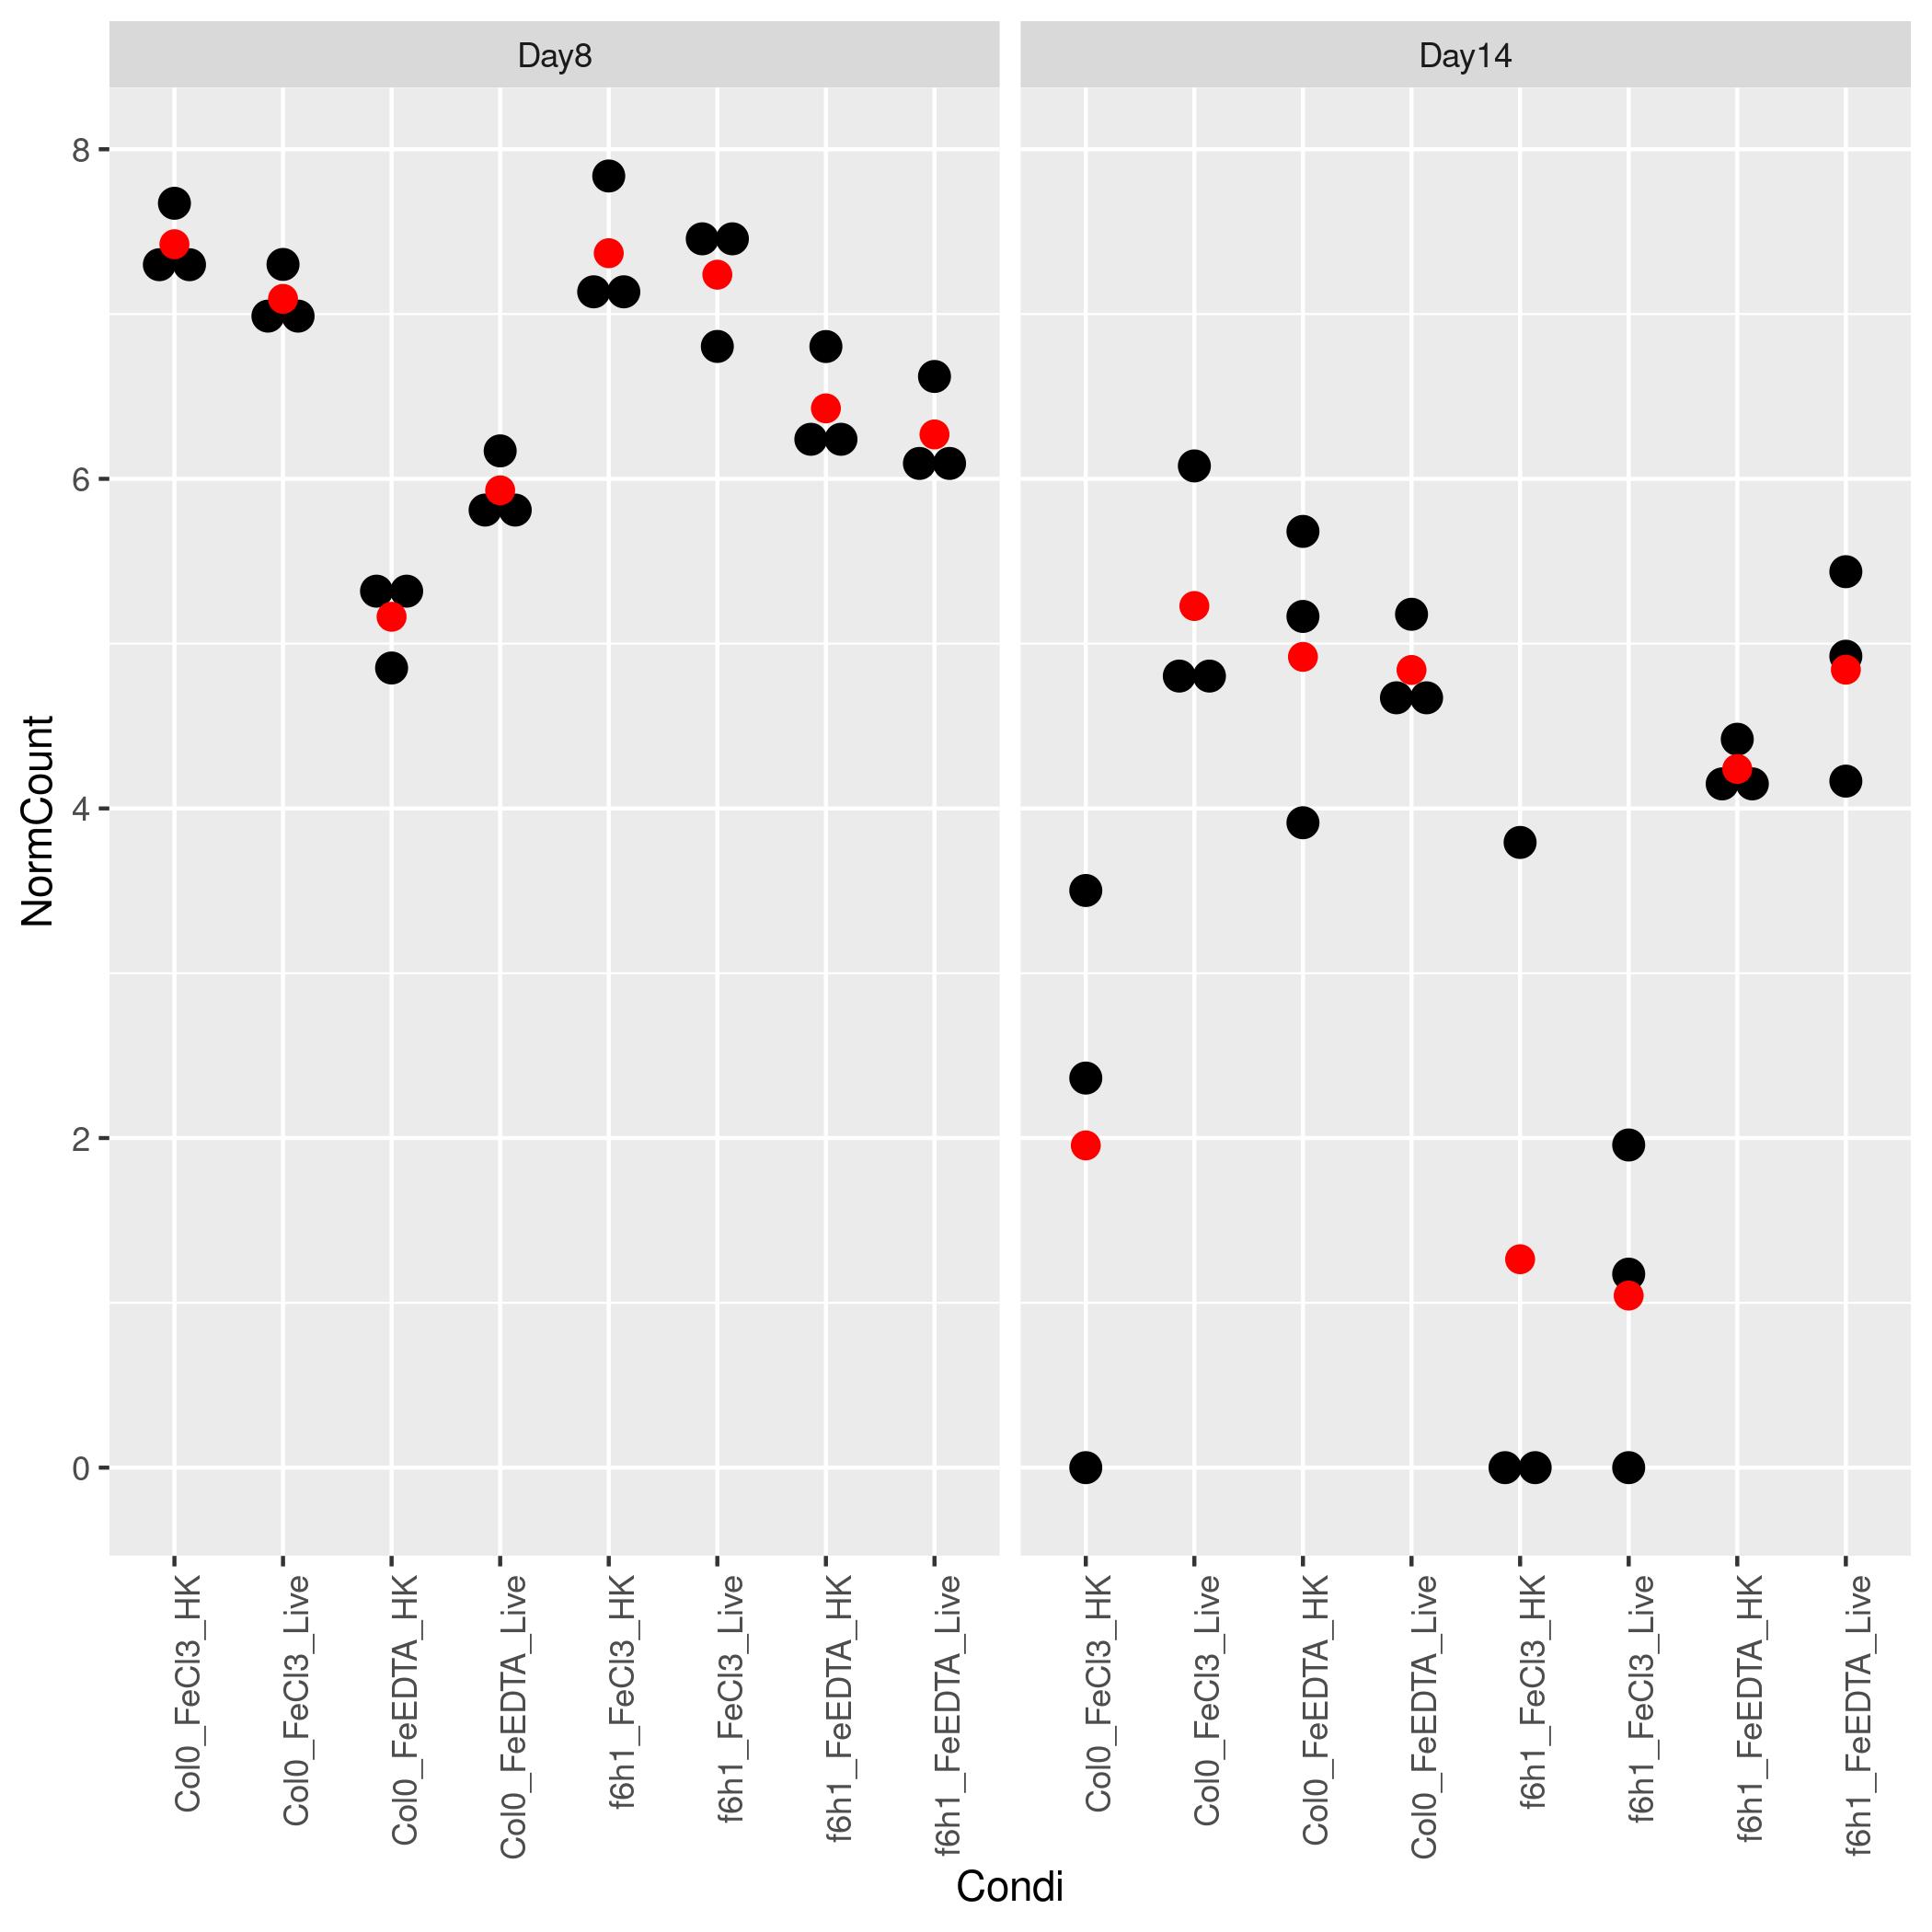 Day8
Day14
NormCount
8
6
4
2
0
Col0_FeCl3_HK
Col0_FeCl3_Live
Col0_FeEDTA_HK
Col0_FeEDTA_Live
f6h1_FeCl3_HK
f6h1_FeCl3_Live
f6h1_FeEDTA_HK
f6h1_FeEDTA_Live
Col0_FeCl3_HK
Col0_FeCl3_Live
Col0_FeEDTA_HK
Col0_FeEDTA_Live
f6h1_FeCl3_HK
f6h1_FeCl3_Live
f6h1_FeEDTA_HK
f6h1_FeEDTA_Live
Condi